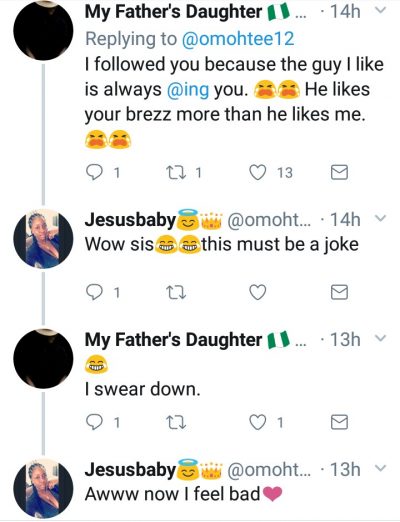 My Father's Daughter 🇳🇬 ... · 14h
Replying to @omohtee12
I followed you because the guy I like
is always @ing you. 😭😭 He likes
your brezz more than he likes me.
😭😭
1 1 13
Jesusbaby😇👑 @omoht... · 14h
Wow sis😂😂this must be a joke
1
My Father's Daughter 🇳🇬 ... · 13h
😂
I swear down.
1 1
Jesusbaby😇👑 @omoht... · 13h
Awww now I feel bad💓